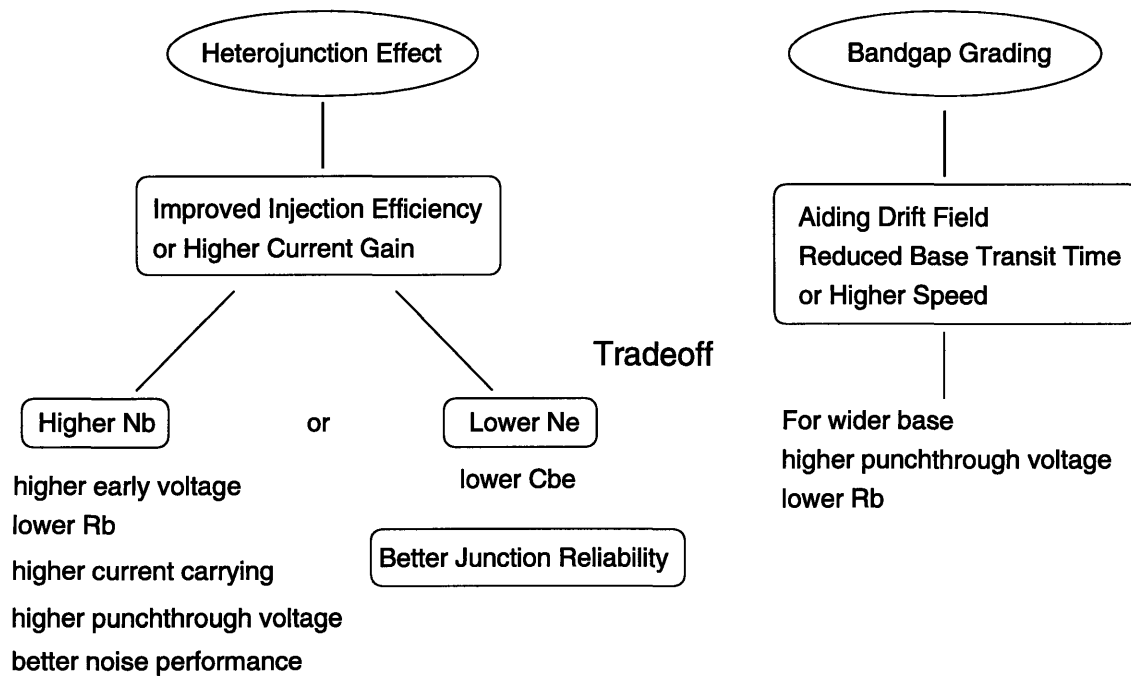 Heterojunction Effect
Bandgap Grading
Improved Injection Efficiency
or Higher Current Gain
Aiding Drift Field
Reduced Base Transit Time
or Higher Speed
Tradeoff
Higher Nb
or
Lower Ne
higher early voltage
lower Rb
higher current carrying
higher punchthrough voltage
better noise performance
lower Cbe
Better Junction Reliability
For wider base
higher punchthrough voltage
lower Rb